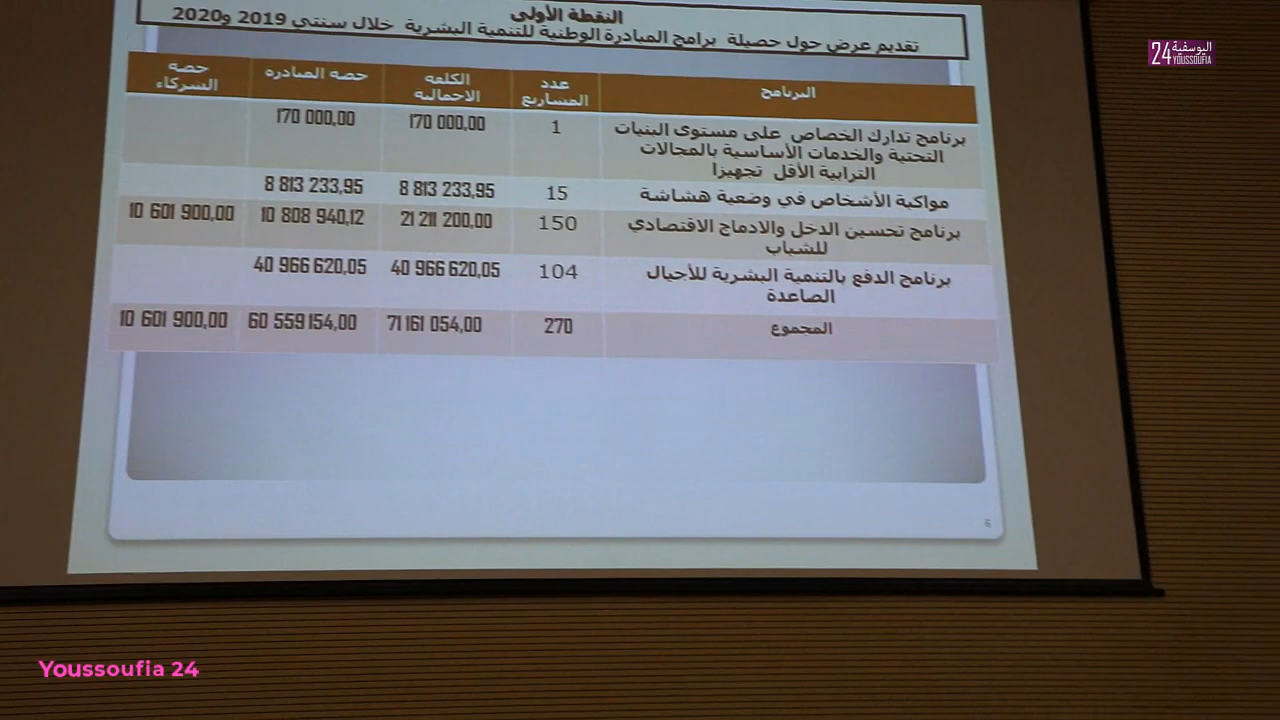 النقطة الأولى
تقديم عرض حول حصيلة برامج المبادرة الوطنية للتنمية البشرية خلال سنتي 2019 و2020
البرنامج عدد المشاريع الكلفة الاجمالية حصة المبادرة حصة الشركاء
برنامج تدارك الخصاص على مستوى البنيات 1 170 000,00 170 000,00
التحتية والخدمات الأساسية بالمجالات
الترابية الأقل تجهيزا
مواكبة الأشخاص في وضعية هشاشة 15 8 813 233,95 8 813 233,95
برنامج تحسين الدخل والادماج الاقتصادي 150 21 211 200,00 10 808 940,12 10 601 900,00
للشباب
برنامج الدفع بالتنمية البشرية للأجيال 104 40 966 620,05 40 966 620,05
الصاعدة
المجموع 270 71 161 054,00 60 559 154,00 10 601 900,00
6
اليوسفية 24
YOUSSOUFIA
Youssoufia 24